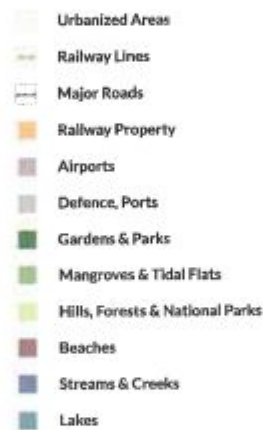 Urbanized Areas
Railway Lines
Major Roads
Railway Property
Airports
Defence, Ports
Gardens & Parks
Mangroves & Tidal Flats
Hills, Forests & National Parks
Beaches
Streams & Creeks
Lakes